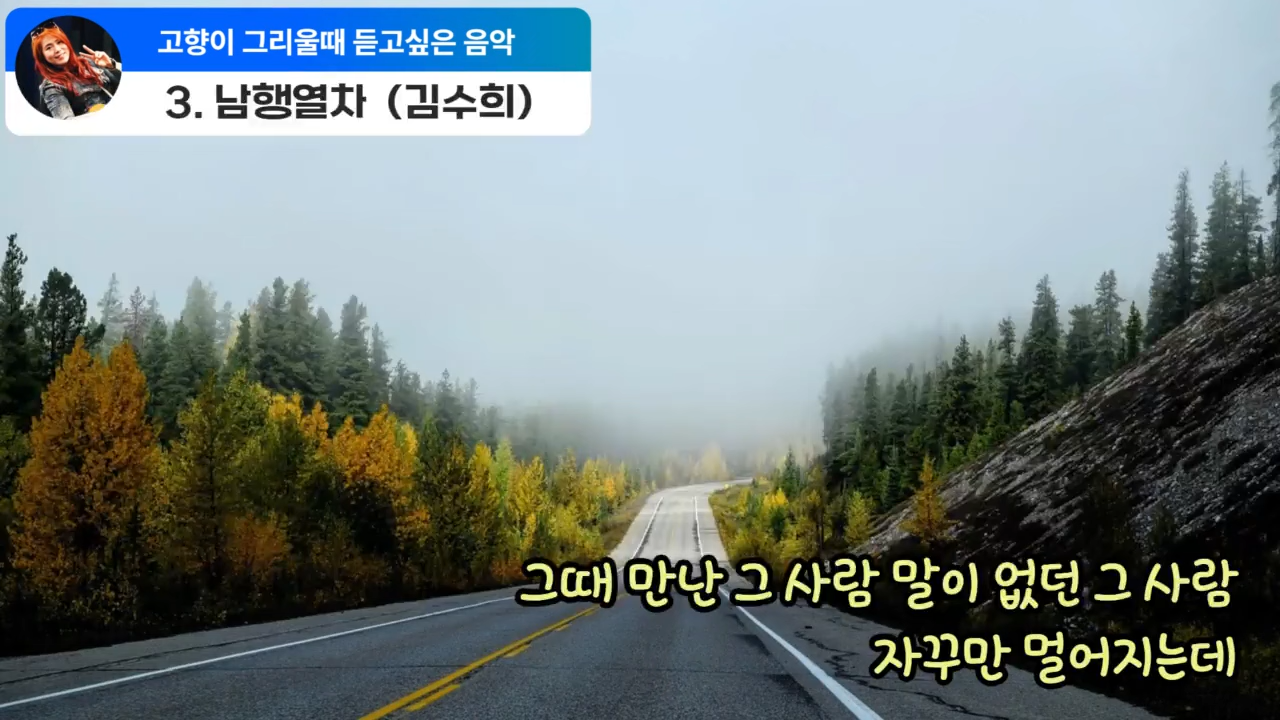 고향이 그리울때 듣고싶은 음악
3. 남행열차 (김수희)
그때 만난 그 사람 말이 없던 그 사람
자꾸만 멀어지는데